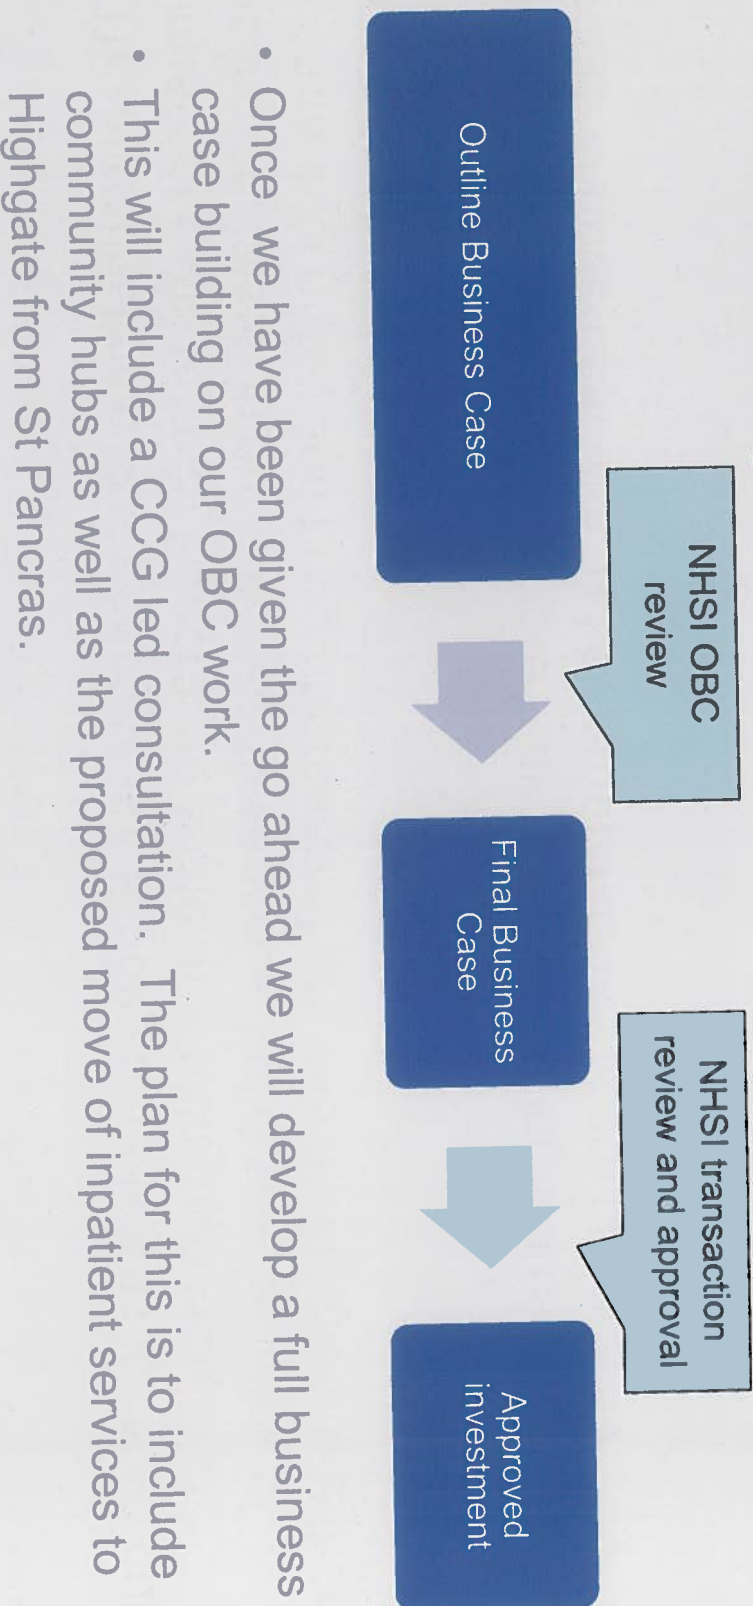 NHSI OBC
review
NHSI transaction
review and approval
Outline Business Case
Final Business
Case
Approved
investment
• Once we have been given the go ahead we will develop a full business
case building on our OBC work.
• This will include a CCG led consultation. The plan for this is to include
community hubs as well as the proposed move of inpatient services to
Highgate from St Pancras.